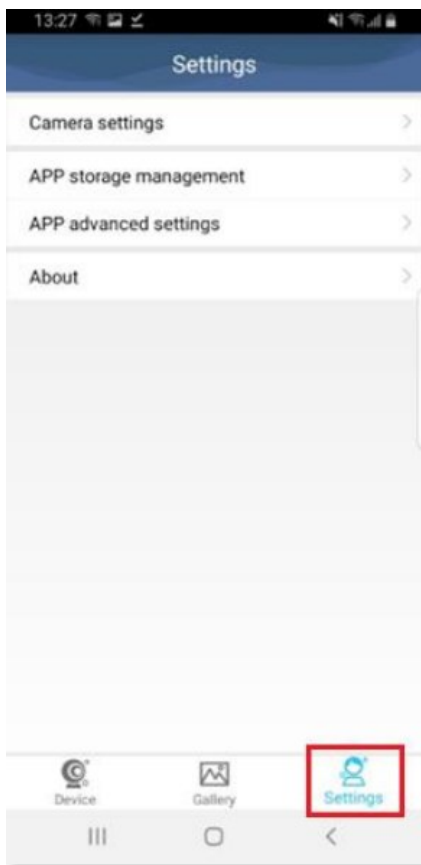 13:27
Settings
Camera settings
APP storage management
APP advanced settings
About
Device
Gallery
Settings